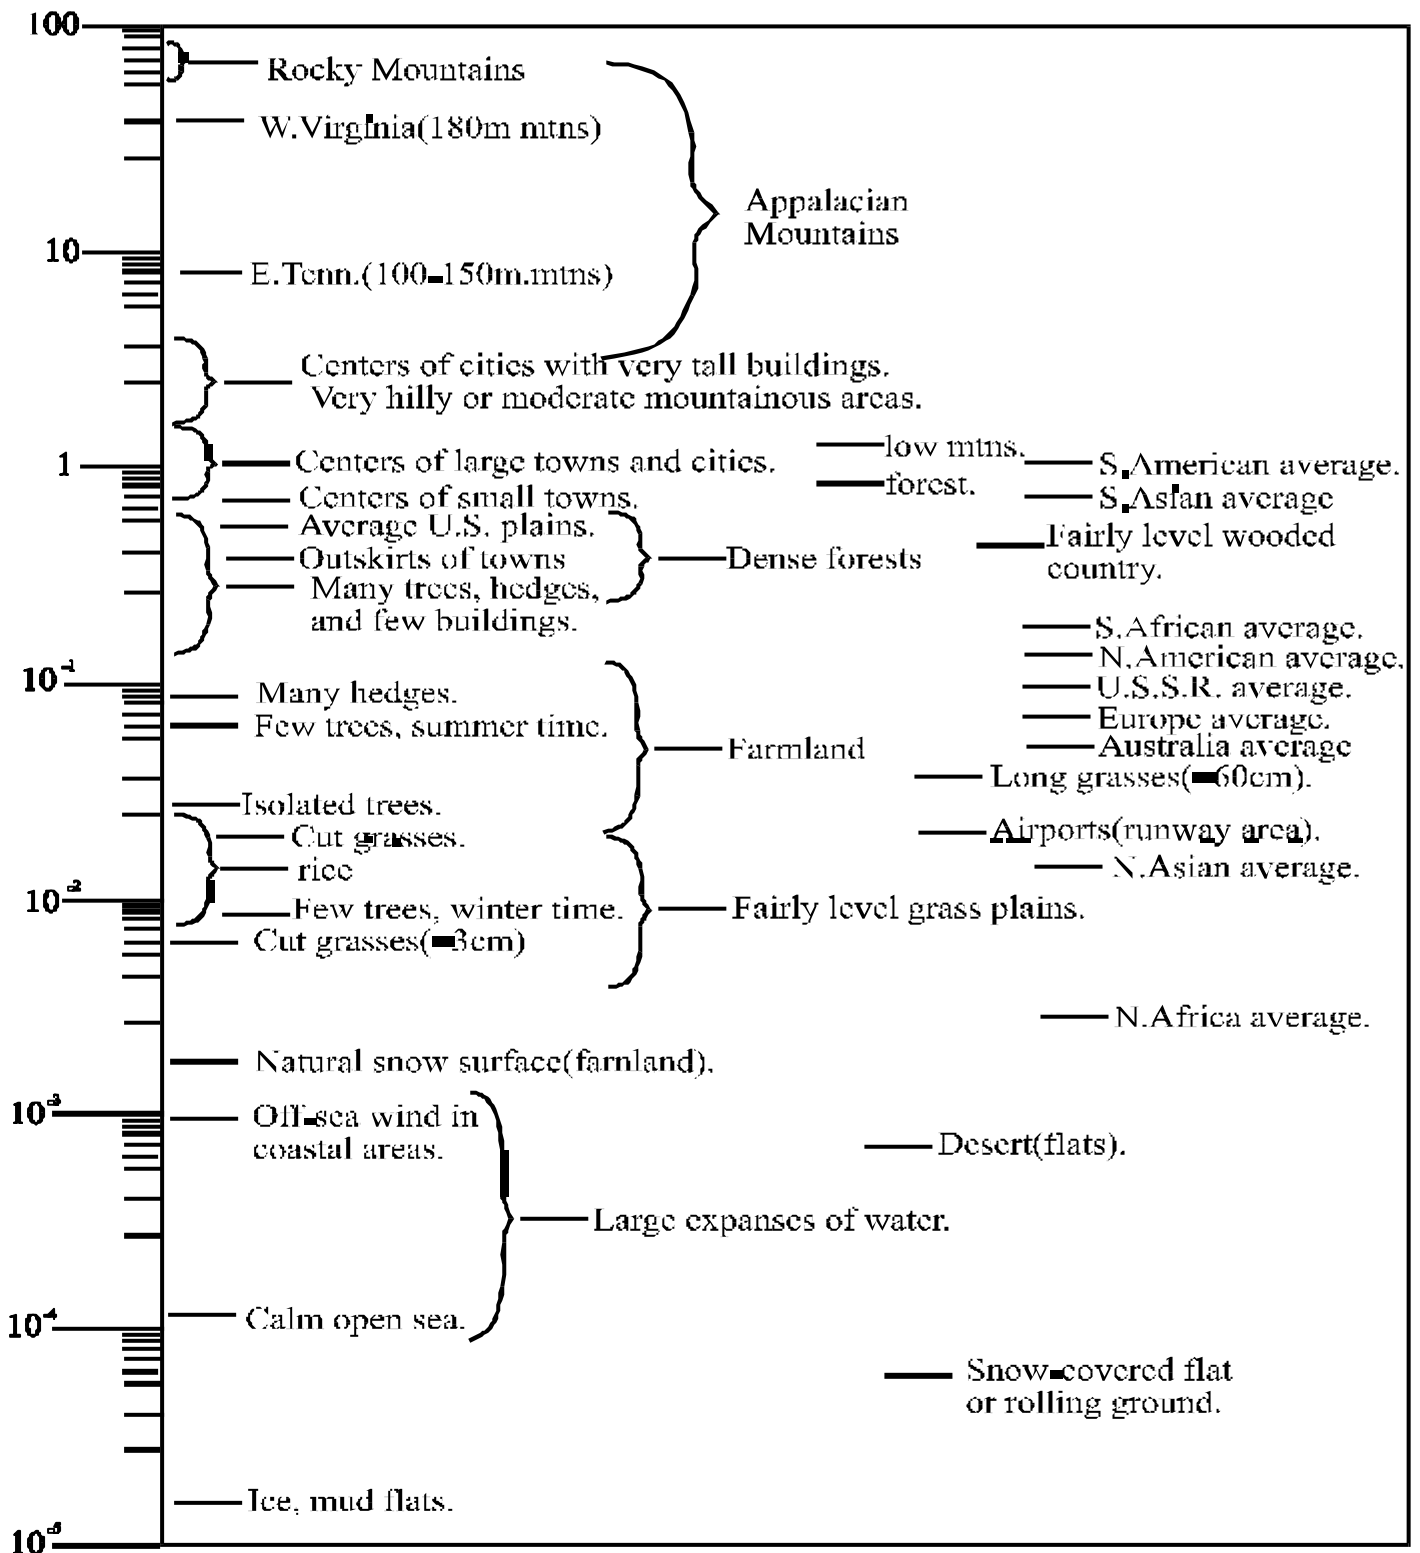 100
Rocky Mountains
W.Virginia(180m mtns)
Appalacian
Mountains
10
E.Tenn.(100-150m.mtns)
Centers of cities with very tall buildings.
Very hilly or moderate mountainous areas.
low mtns.
1
Centers of large towns and cities.
S.American average.
forest.
Centers of small towns.
S.Asian average
Average U.S. plains.
Fairly level wooded
country.
Outskirts of towns
Dense forests
Many trees, hedges,
and few buildings.
S.African average.
N.American average.
10-1
U.S.S.R. average.
Many hedges.
Europe average.
Few trees, summer time.
Australia average
Farmland
Long grasses(-60cm).
Isolated trees.
Cut grasses.
Airports(runway area).
rice
N.Asian average.
10-2
Few trees, winter time.
Fairly level grass plains.
Cut grasses(-3cm)
N.Africa average.
Natural snow surface(farnland).
10-3
Off-sea wind in
coastal areas.
Desert(flats).
Large expanses of water.
Calm open sea.
10-4
Snow-covered flat
or rolling ground.
Ice, mud flats.
10-5